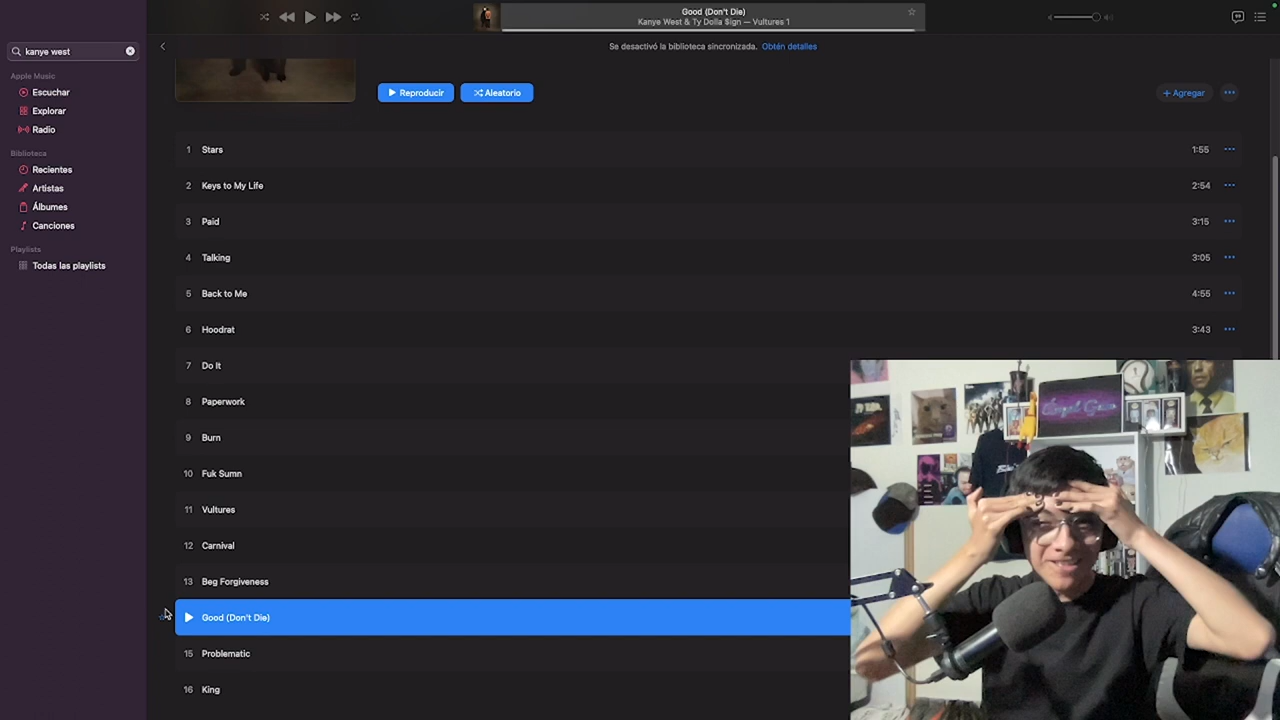 Good (Don't Die)
Kanye West & Ty Dolla $ign — Vultures 1
kanye west
Se desactivó la biblioteca sincronizada. Obtén detalles
Apple Music
Escuchar
Explorar
Radio
Biblioteca
Recientes
Artistas
Álbumes
Canciones
Playlists
Todas las playlists
Reproducir
Aleatorio
+ Agregar
1 Stars 1:55
2 Keys to My Life 2:54
3 Paid 3:15
4 Talking 3:05
5 Back to Me 4:55
6 Hoodrat 3:43
7 Do It
8 Paperwork
9 Burn
10 Fuk Sumn
11 Vultures
12 Carnival
13 Beg Forgiveness
Good (Don't Die)
15 Problematic
16 King